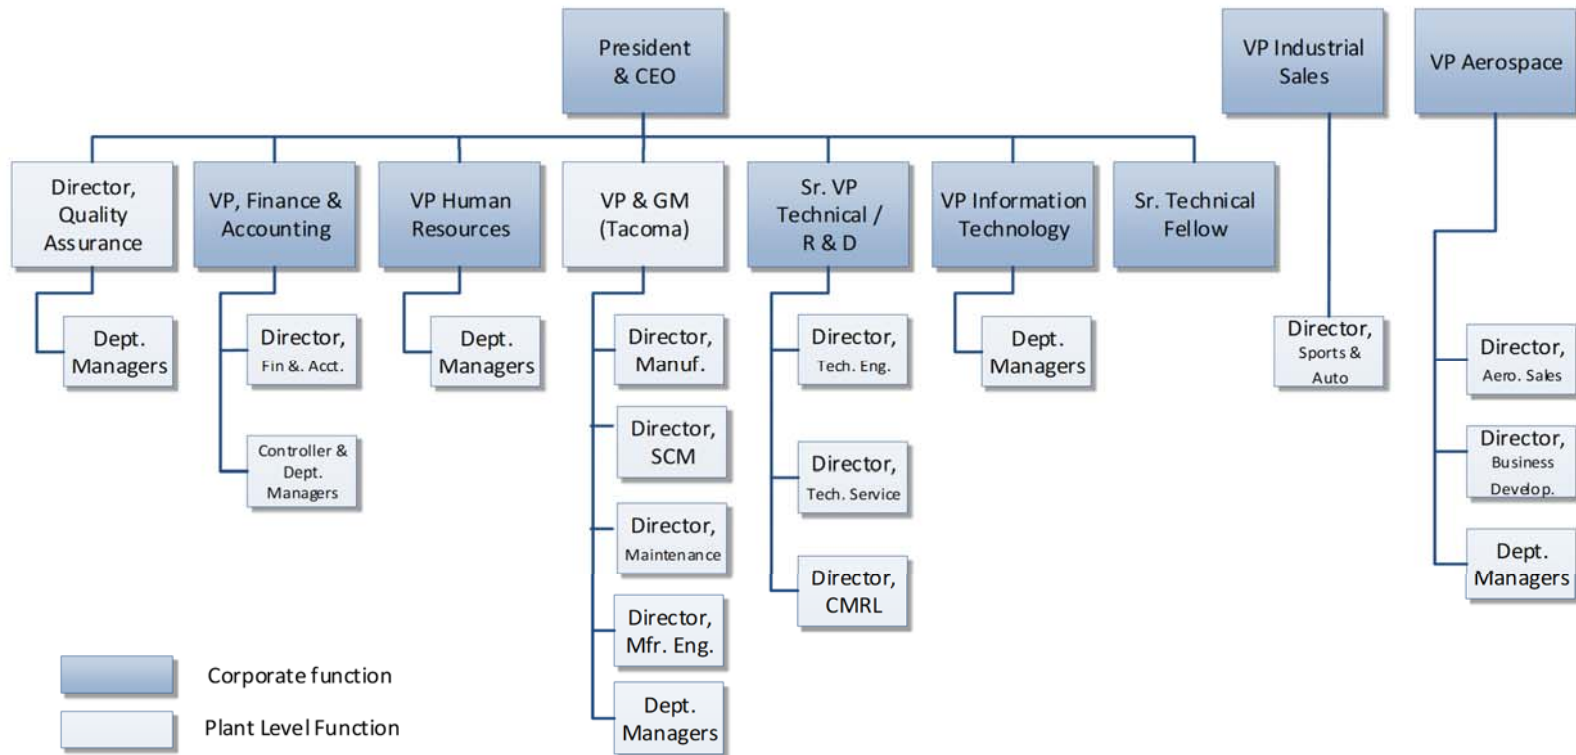 President
& CEO
VP Industrial
Sales
VP Aerospace
Director,
Quality
Assurance
VP, Finance &
Accounting
VP Human
Resources
VP & GM
(Tacoma)
Sr. VP
Technical /
R & D
VP Information
Technology
Sr. Technical
Fellow
Dept.
Managers
Director,
Fin &. Acct.
Controller &
Dept.
Managers
Dept.
Managers
Director,
Manuf.
Director,
SCM
Director,
Maintenance
Director,
Mfr. Eng.
Dept.
Managers
Director,
Tech. Eng.
Director,
Tech. Service
Director,
CMRL
Dept.
Managers
Director,
Sports &
Auto
Director,
Aero. Sales
Director,
Business
Develop.
Dept.
Managers
Corporate function
Plant Level Function